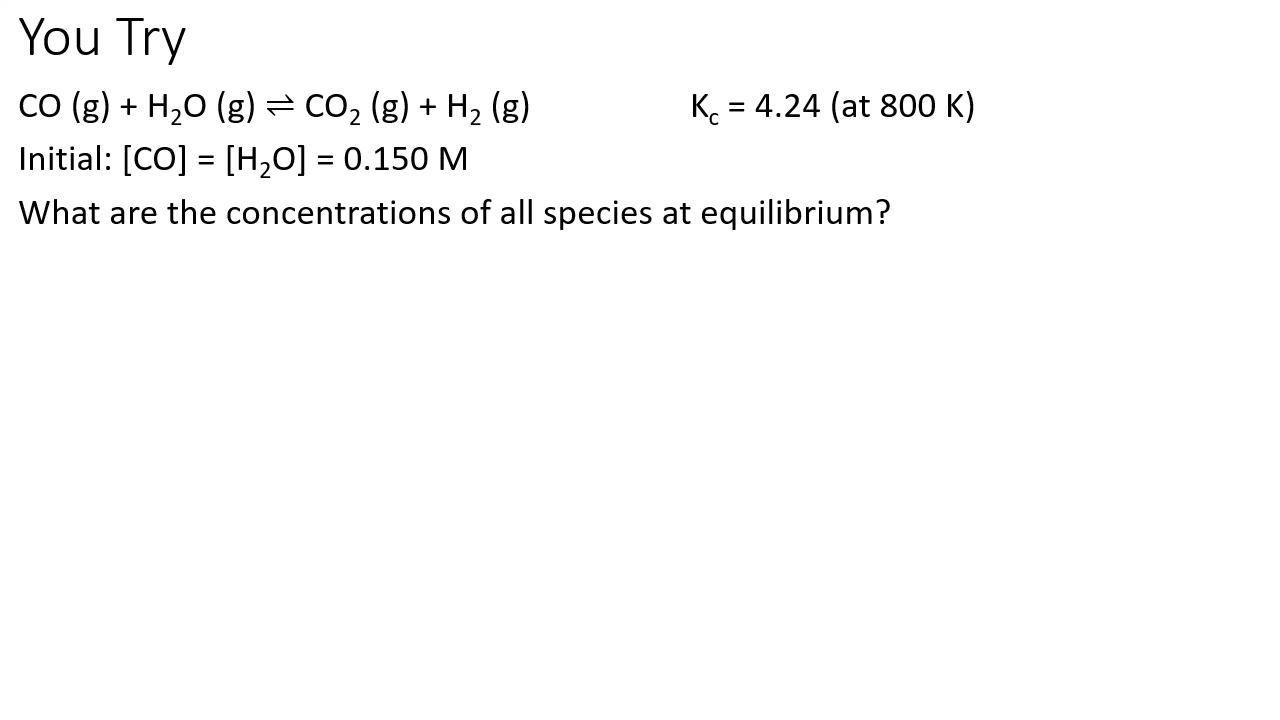 You Try
CO (g) + H₂O (g) ⇌ CO₂ (g) + H₂ (g) K꜀ = 4.24 (at 800 K)
Initial: [CO] = [H₂O] = 0.150 M
What are the concentrations of all species at equilibrium?